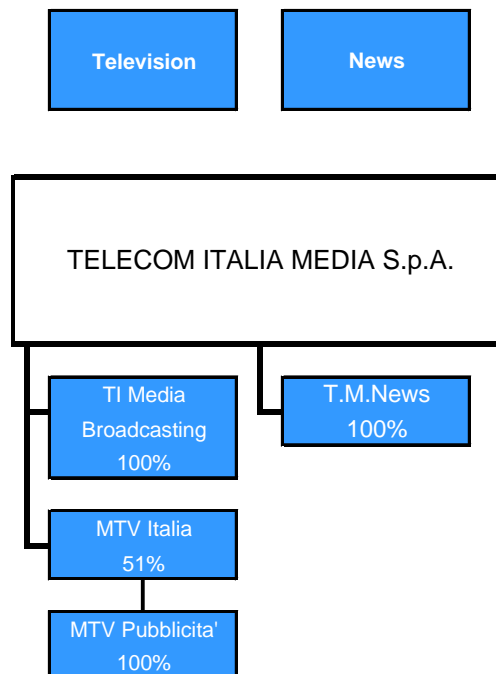 Television
News
TELECOM ITALIA MEDIA S.p.A.
TI Media
Broadcasting
100%
T.M.News
100%
MTV Italia
51%
MTV Pubblicita'
100%